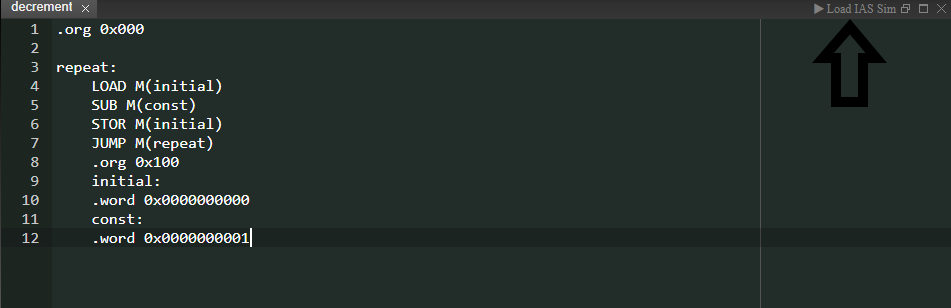 decrement x
▶ Load IAS Sim
1 .org 0x000
2
3 repeat:
4 LOAD M(initial)
5 SUB M(const)
6 STOR M(initial)
7 JUMP M(repeat)
8 .org 0x100
9 initial:
10 .word 0x0000000000
11 const:
12 .word 0x0000000001